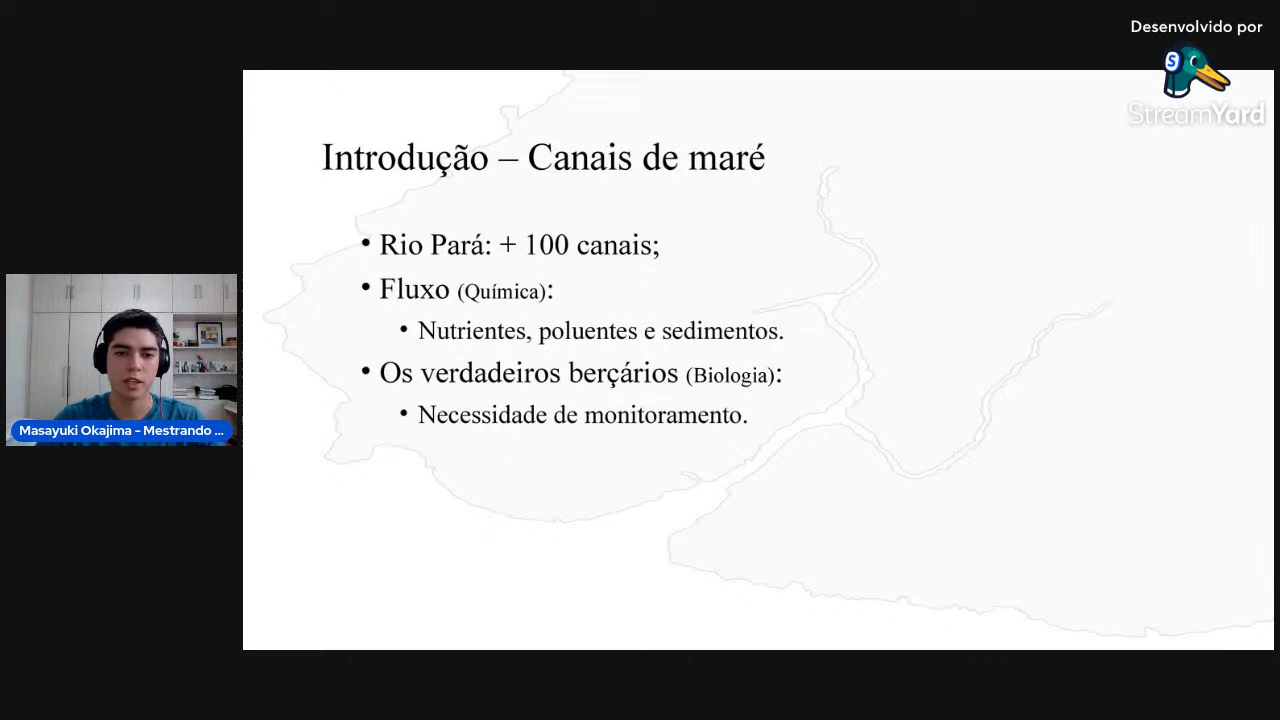 Desenvolvido por
StreamYard
Introdução – Canais de maré
• Rio Pará: + 100 canais;
• Fluxo (Química):
• Nutrientes, poluentes e sedimentos.
• Os verdadeiros berçários (Biologia):
• Necessidade de monitoramento.
Masayuki Okajima - Mestrando ...